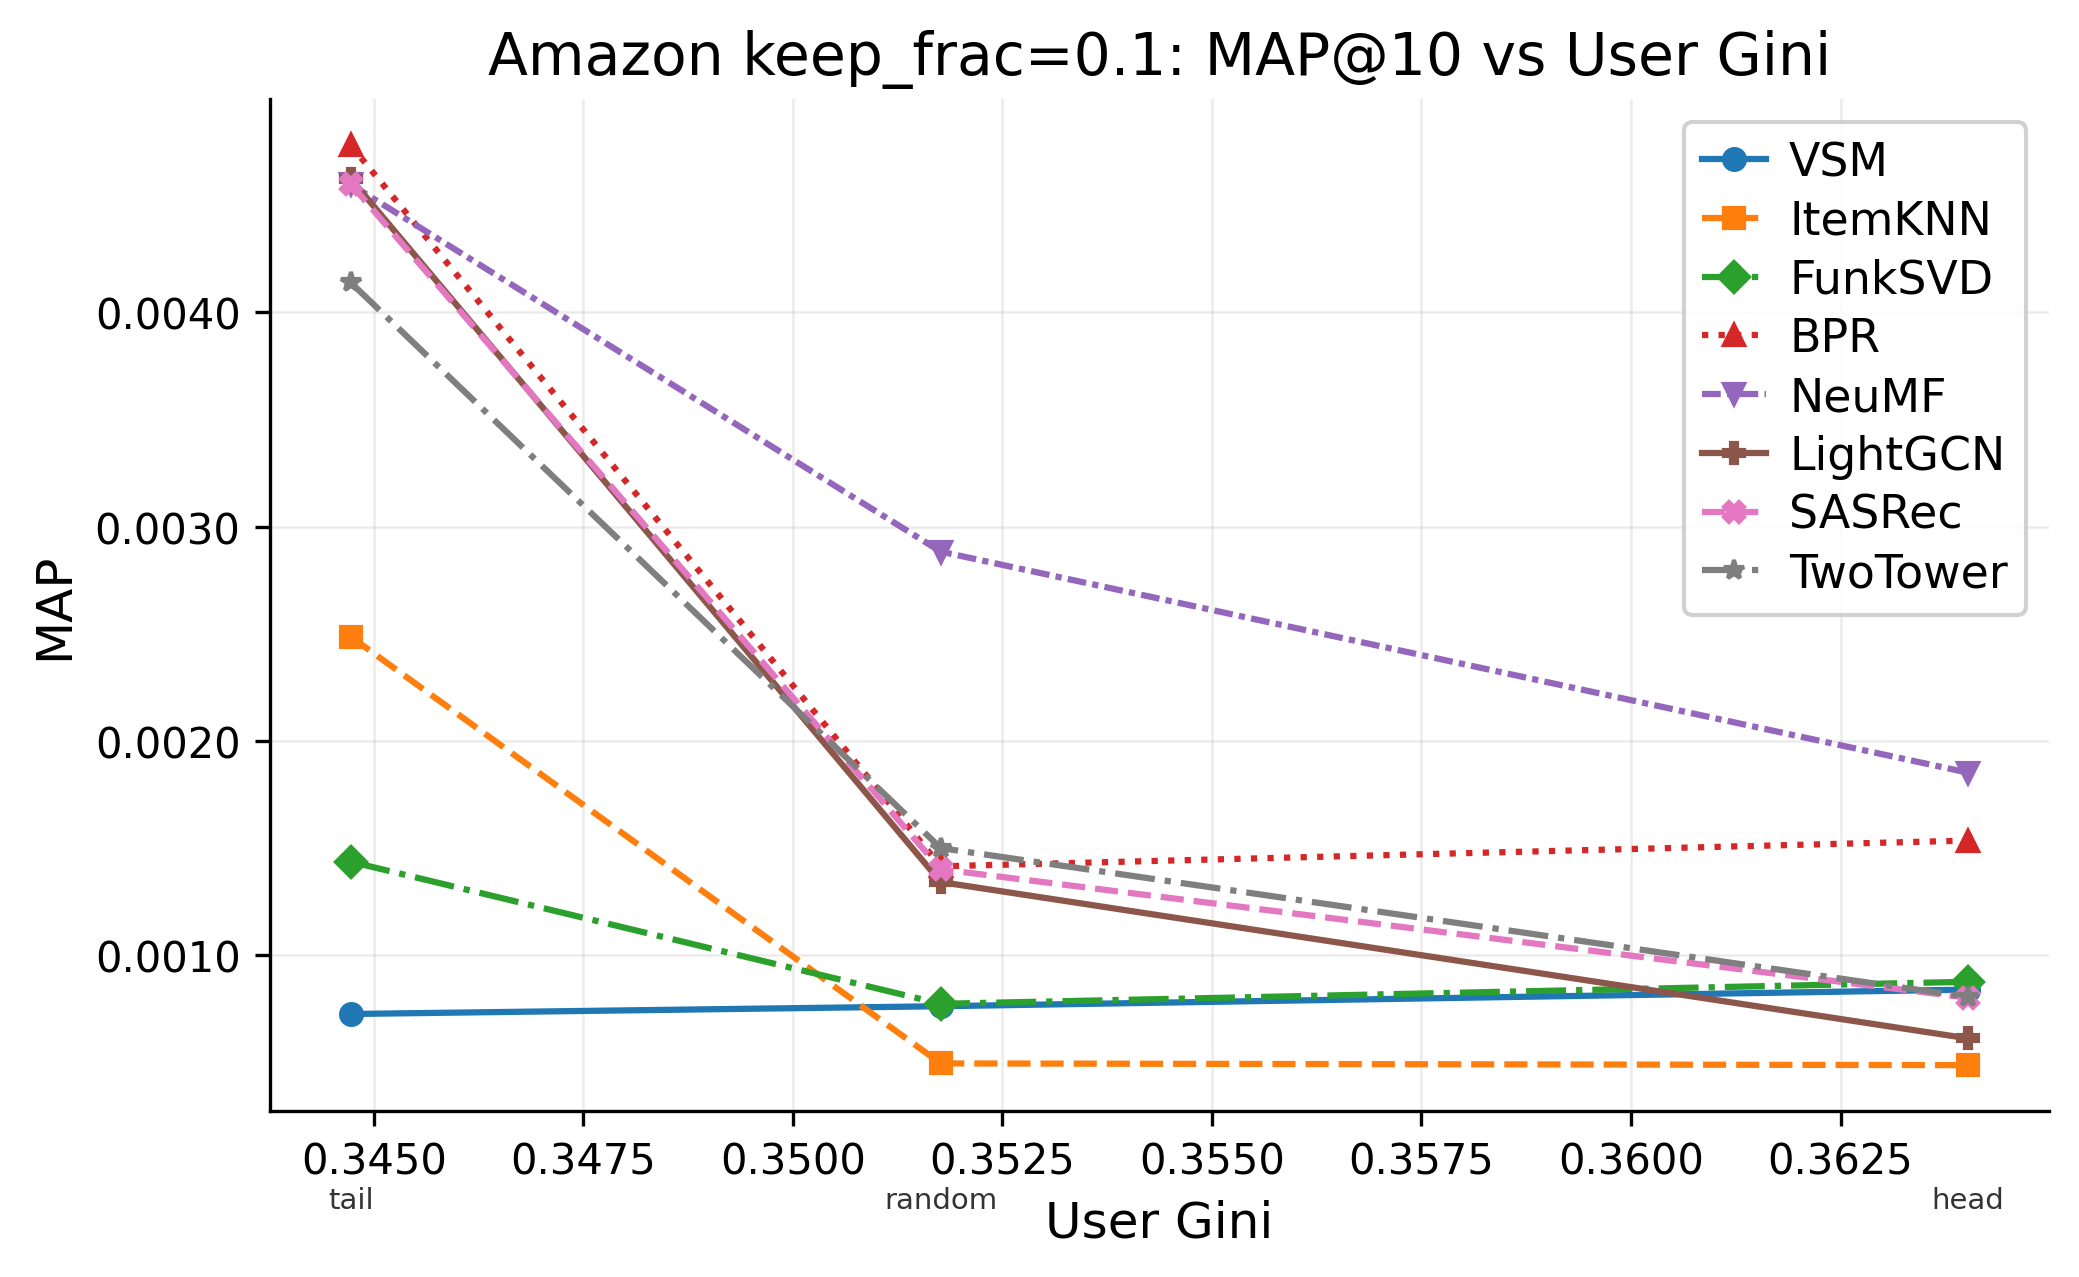 Amazon keep_frac=0.1: MAP@10 vs User Gini
VSM
ItemKNN
FunkSVD
BPR
NeuMF
LightGCN
SASRec
TwoTower
MAP
0.0040
0.0030
0.0020
0.0010
0.3450 0.3475 0.3500 0.3525 0.3550 0.3575 0.3600 0.3625
tail random head
User Gini